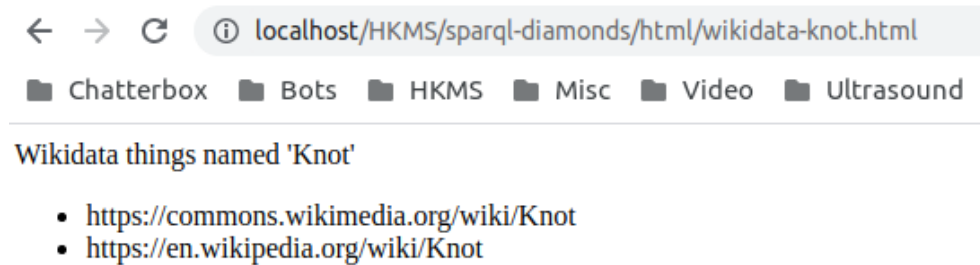 localhost/HKMS/sparql-diamonds/html/wikidata-knot.html
Chatterbox Bots HKMS Misc Video Ultrasound
Wikidata things named 'Knot'
• https://commons.wikimedia.org/wiki/Knot
• https://en.wikipedia.org/wiki/Knot